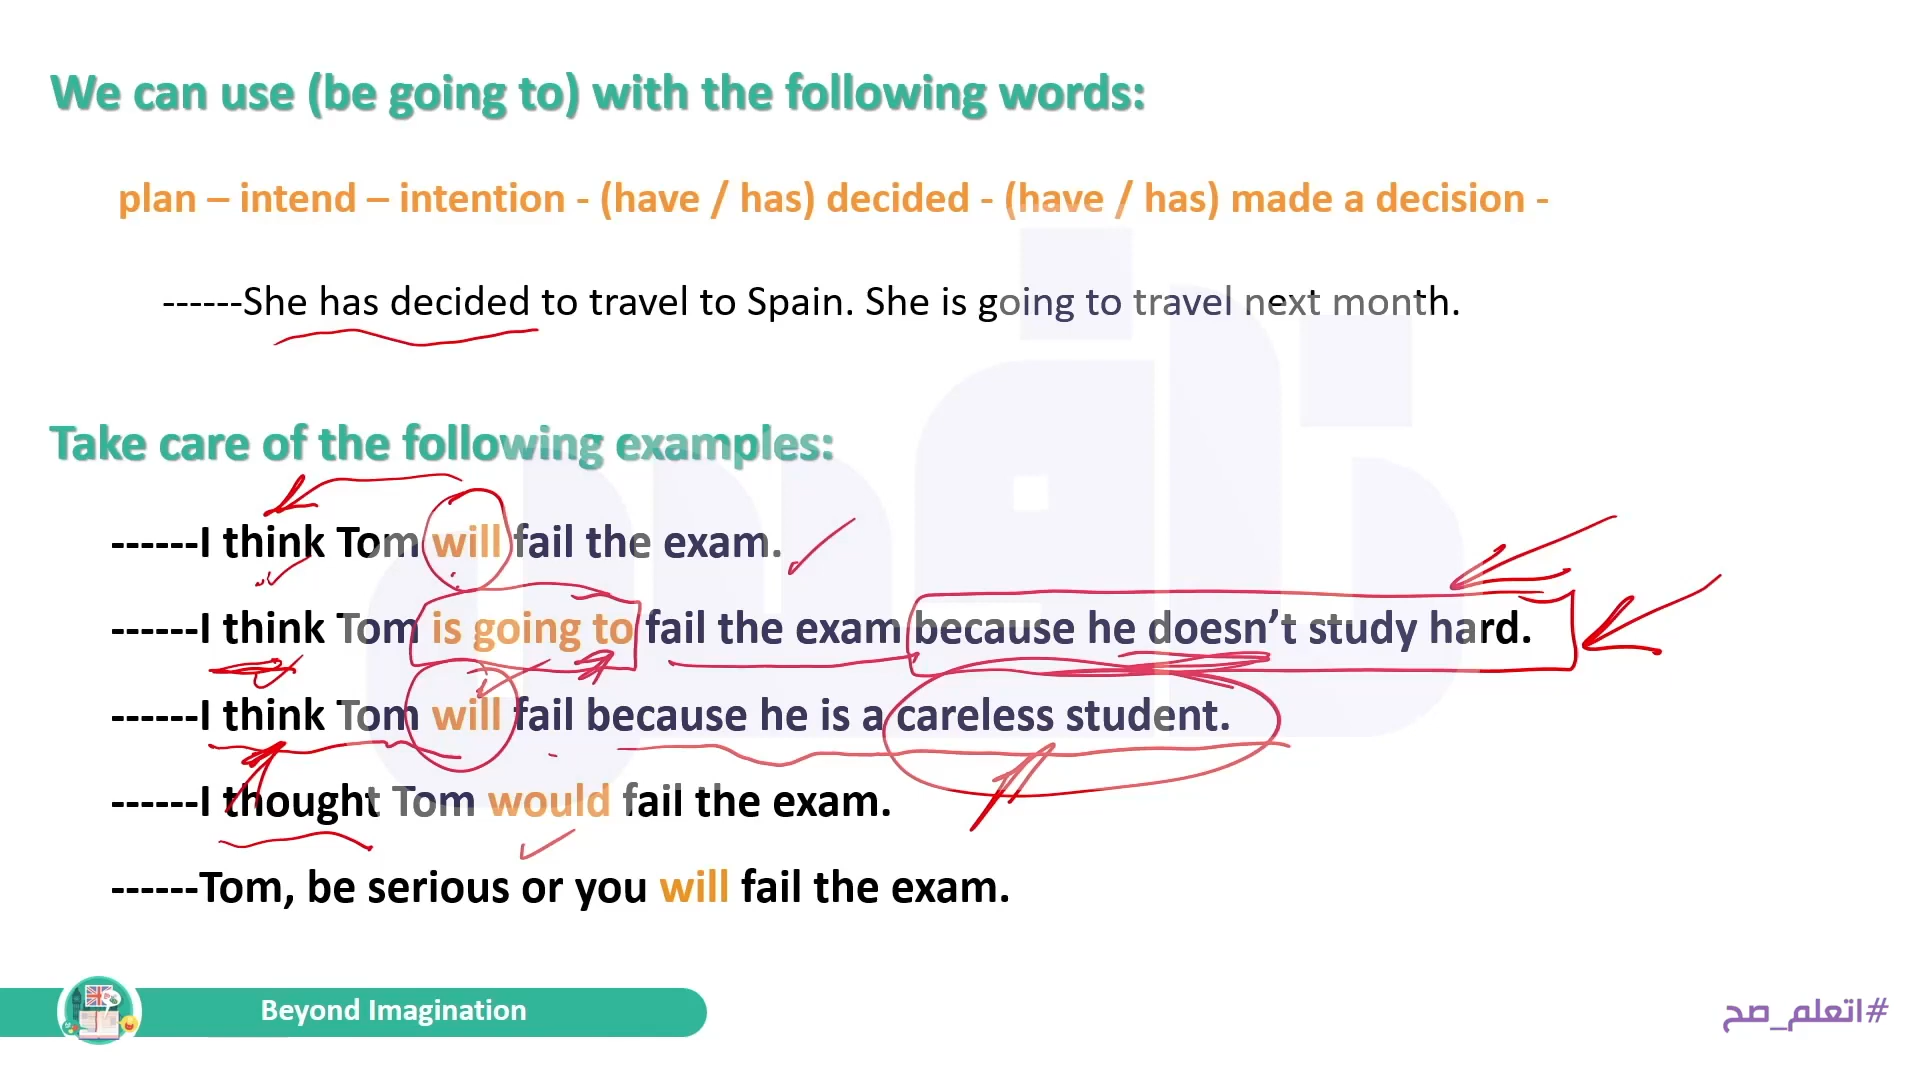 We can use (be going to) with the following words:
plan – intend – intention - (have / has) decided - (have / has) made a decision -
------She has decided to travel to Spain. She is going to travel next month.
Take care of the following examples:
------I think Tom will fail the exam.
------I think Tom is going to fail the exam because he doesn’t study hard.
------I think Tom will fail because he is a careless student.
------I thought Tom would fail the exam.
------Tom, be serious or you will fail the exam.
Beyond Imagination
#اتعلم_صح